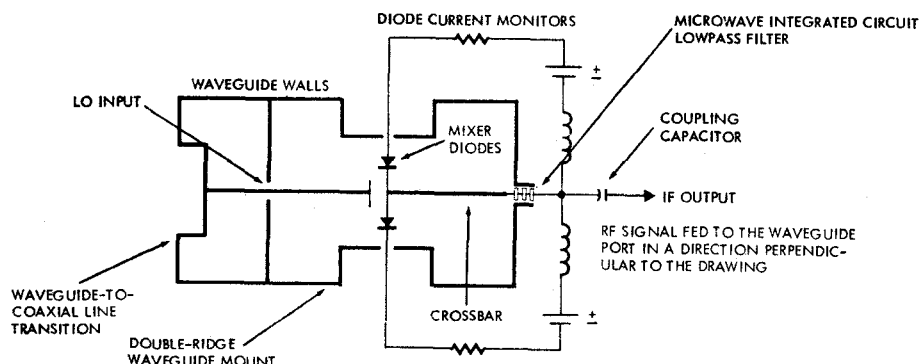 DIODE CURRENT MONITORS
MICROWAVE INTEGRATED CIRCUIT
LOWPASS FILTER
±
WAVEGUIDE WALLS
LO INPUT
COUPLING
CAPACITOR
MIXER
DIODES
IF OUTPUT
RF SIGNAL FED TO THE WAVEGUIDE
PORT IN A DIRECTION PERPENDIC-
ULAR TO THE DRAWING
WAVEGUIDE-TO-
COAXIAL LINE
TRANSITION
CROSSBAR
±
DOUBLE-RIDGE
WAVEGUIDE MOUNT